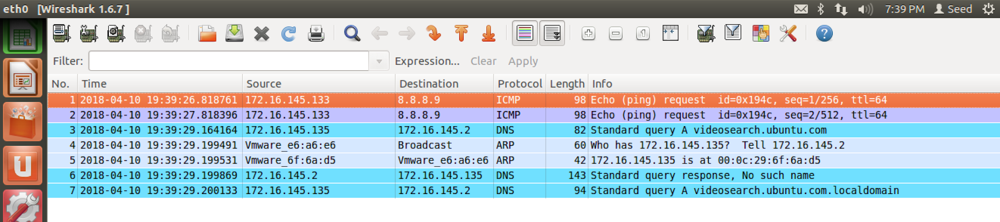 eth0 [Wireshark 1.6.7 ] 7:39 PM Seed
Filter: Expression... Clear Apply
No. Time Source Destination Protocol Length Info
1 2018-04-10 19:39:26.818761 172.16.145.133 8.8.8.9 ICMP 98 Echo (ping) request id=0x194c, seq=1/256, ttl=64
2 2018-04-10 19:39:27.818396 172.16.145.133 8.8.8.9 ICMP 98 Echo (ping) request id=0x194c, seq=2/512, ttl=64
3 2018-04-10 19:39:29.164164 172.16.145.135 172.16.145.2 DNS 82 Standard query A videosearch.ubuntu.com
4 2018-04-10 19:39:29.199491 Vmware_e6:a6:e6 Broadcast ARP 60 Who has 172.16.145.135? Tell 172.16.145.2
5 2018-04-10 19:39:29.199531 Vmware_6f:6a:d5 Vmware_e6:a6:e6 ARP 42 172.16.145.135 is at 00:0c:29:6f:6a:d5
6 2018-04-10 19:39:29.199869 172.16.145.2 172.16.145.135 DNS 143 Standard query response, No such name
7 2018-04-10 19:39:29.200133 172.16.145.135 172.16.145.2 DNS 94 Standard query A videosearch.ubuntu.com.localdomain